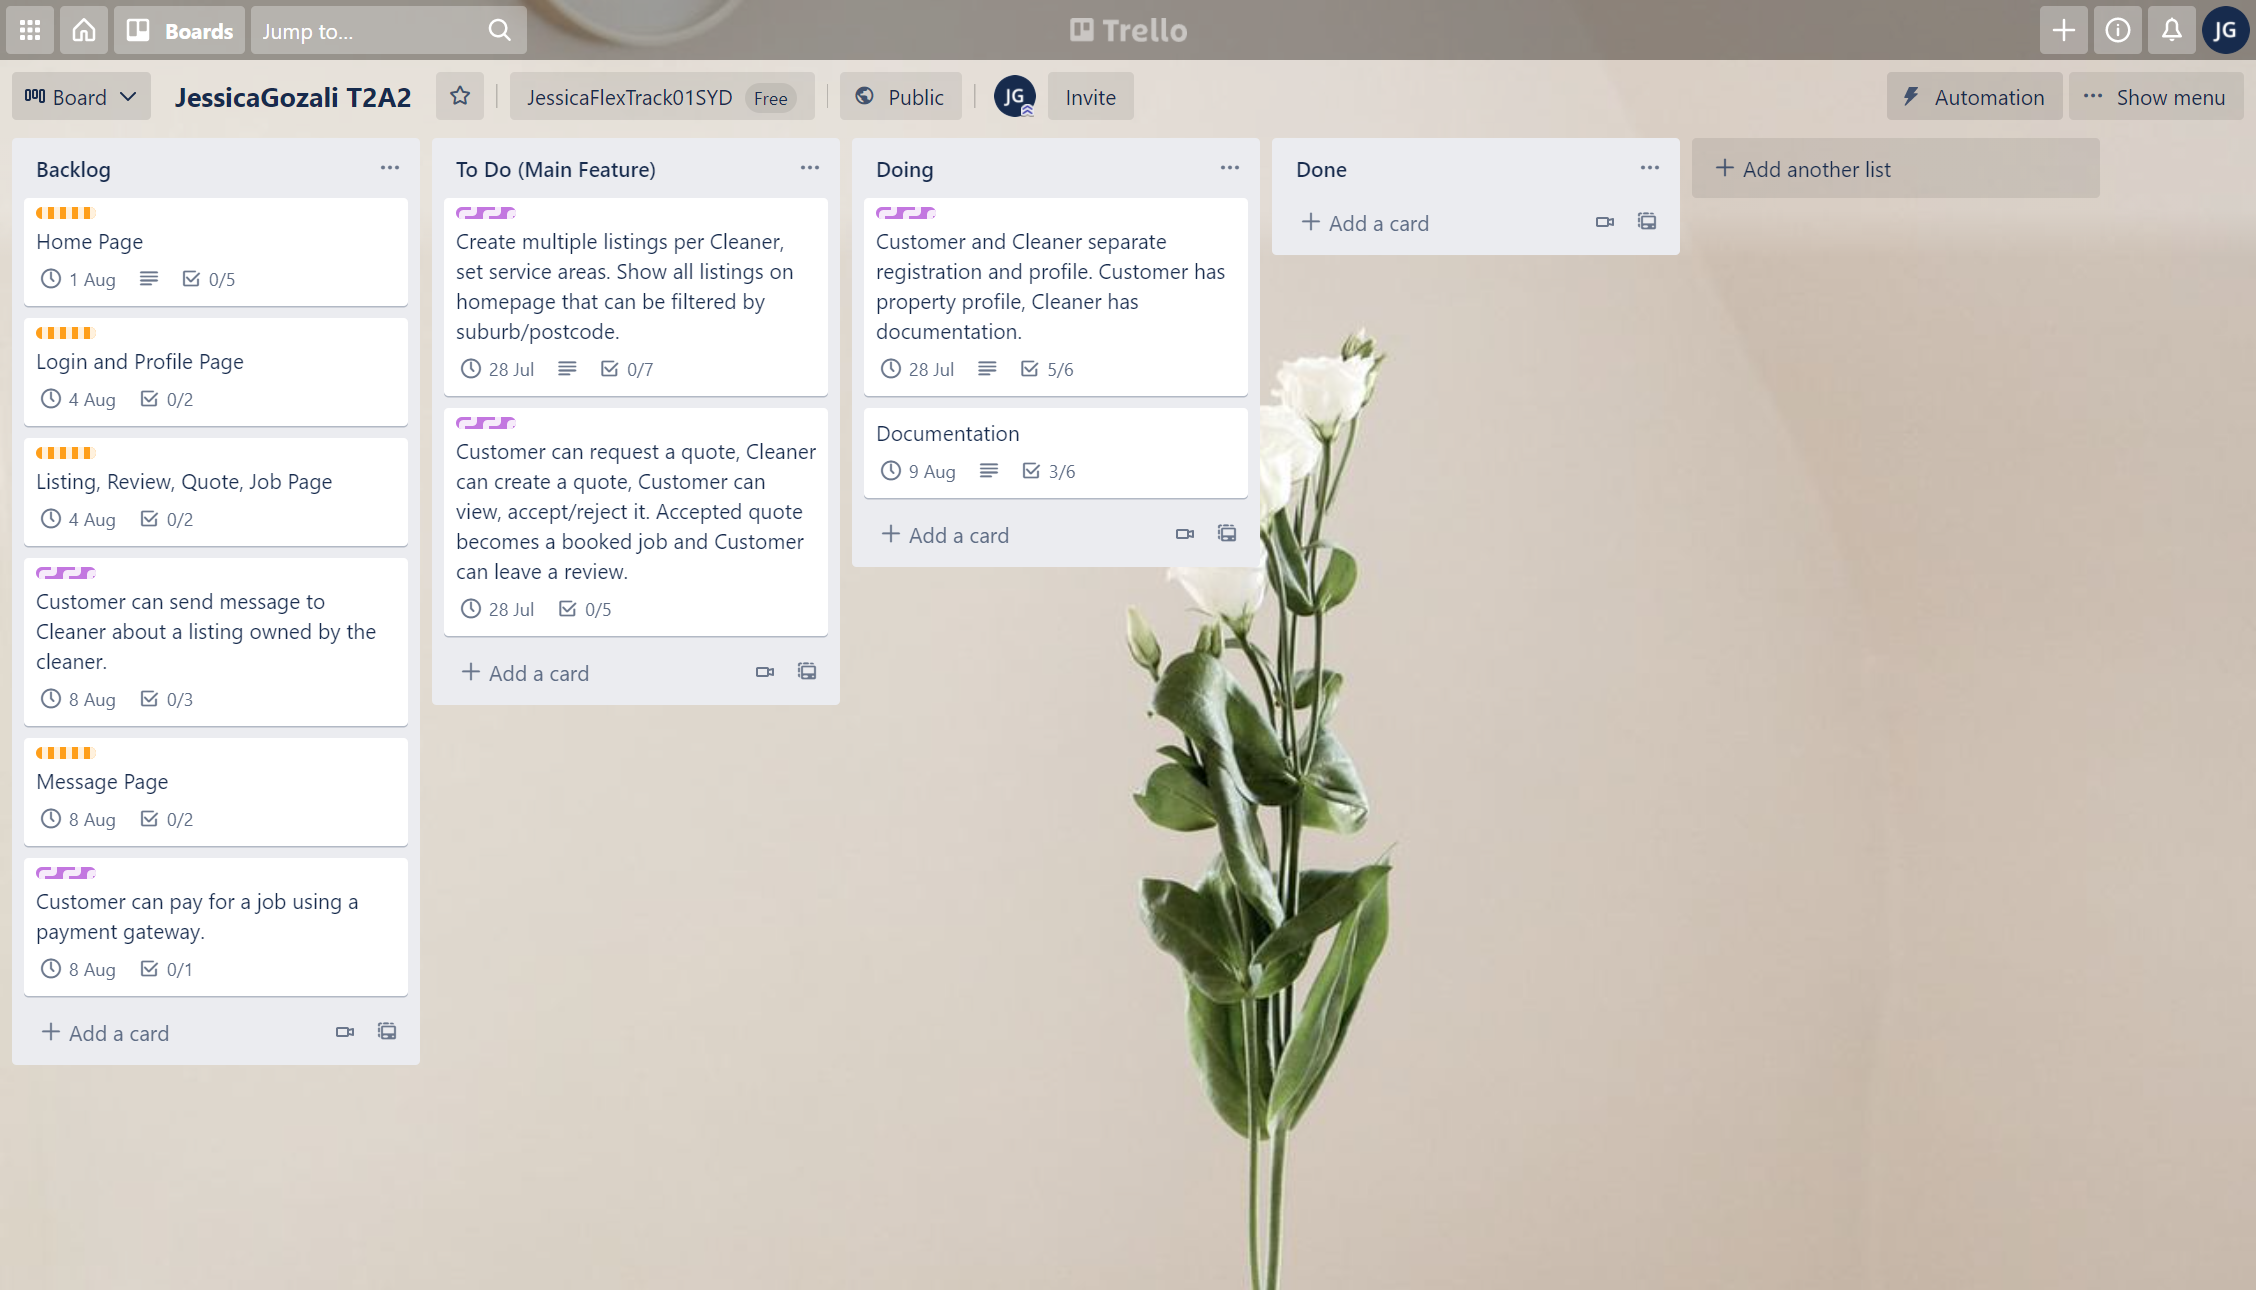 Boards
Jump to...
Trello
JG
Board
JessicaGozali T2A2
JessicaFlexTrack01SYD Free
Public
JG
Invite
Automation
Show menu
Backlog
Home Page
1 Aug 0/5
Login and Profile Page
4 Aug 0/2
Listing, Review, Quote, Job Page
4 Aug 0/2
Customer can send message to
Cleaner about a listing owned by the
cleaner.
8 Aug 0/3
Message Page
8 Aug 0/2
Customer can pay for a job using a
payment gateway.
8 Aug 0/1
Add a card
To Do (Main Feature)
Create multiple listings per Cleaner,
set service areas. Show all listings on
homepage that can be filtered by
suburb/postcode.
28 Jul 0/7
Customer can request a quote, Cleaner
can create a quote, Customer can
view, accept/reject it. Accepted quote
becomes a booked job and Customer
can leave a review.
28 Jul 0/5
Add a card
Doing
Customer and Cleaner separate
registration and profile. Customer has
property profile, Cleaner has
documentation.
28 Jul 5/6
Documentation
9 Aug 3/6
Add a card
Done
Add a card
Add another list